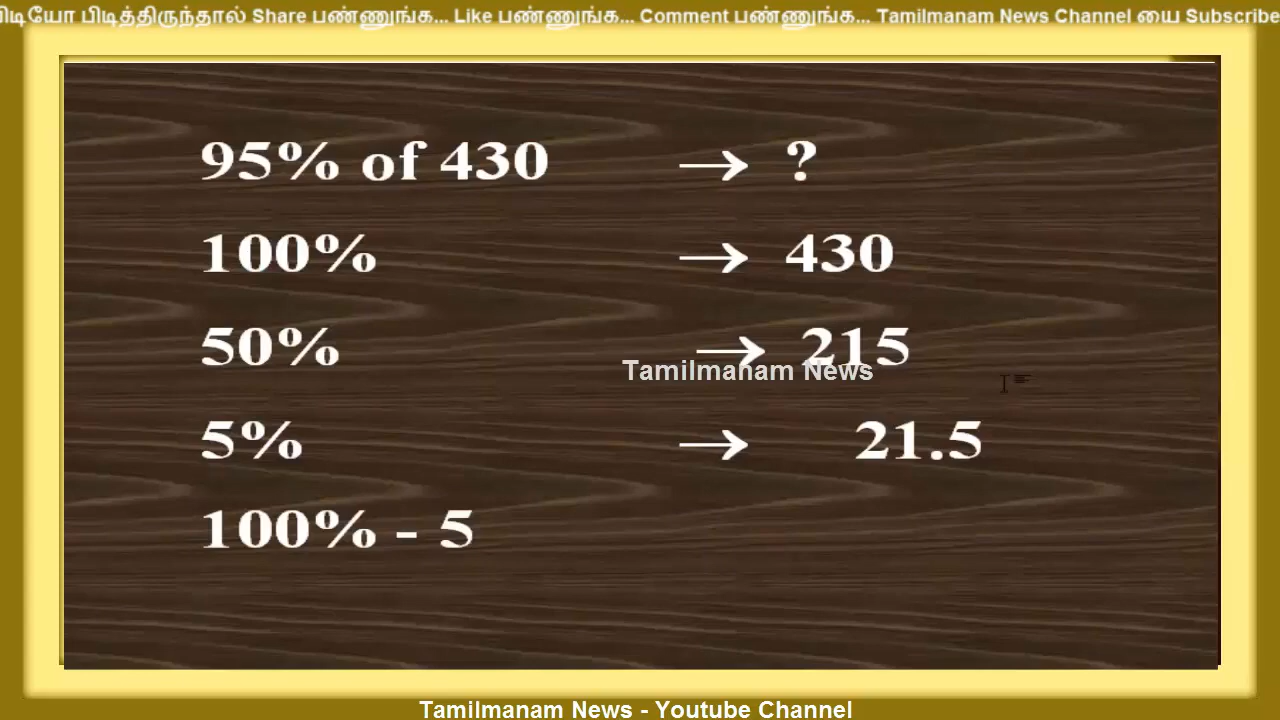 பிடித்திருந்தால் Share பண்ணுங்க... Like பண்ணுங்க... Comment பண்ணுங்க... Tamilmanam News Channel யை Subscribe
95% of 430 → ?
100% → 430
50% → 215
Tamilmanam News
5% → 21.5
100% - 5
Tamilmanam News - Youtube Channel